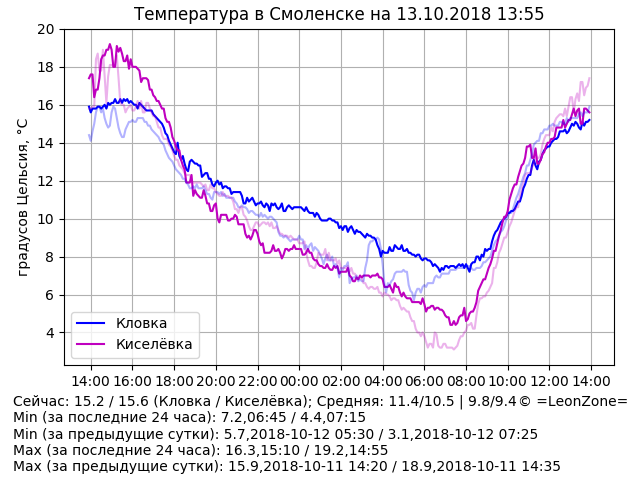 Температура в Смоленске на 13.10.2018 13:55
градусов Цельсия, °C
20
18
16
14
12
10
8
6
4
Кловка
Киселёвка
14:00 16:00 18:00 20:00 22:00 00:00 02:00 04:00 06:00 08:00 10:00 12:00 14:00
Сейчас: 15.2 / 15.6 (Кловка / Киселёвка); Средняя: 11.4/10.5 | 9.8/9.4© =LeonZone=
Min (за последние 24 часа): 7.2,06:45 / 4.4,07:15
Min (за предыдущие сутки): 5.7,2018-10-12 05:30 / 3.1,2018-10-12 07:25
Max (за последние 24 часа): 16.3,15:10 / 19.2,14:55
Max (за предыдущие сутки): 15.9,2018-10-11 14:20 / 18.9,2018-10-11 14:35